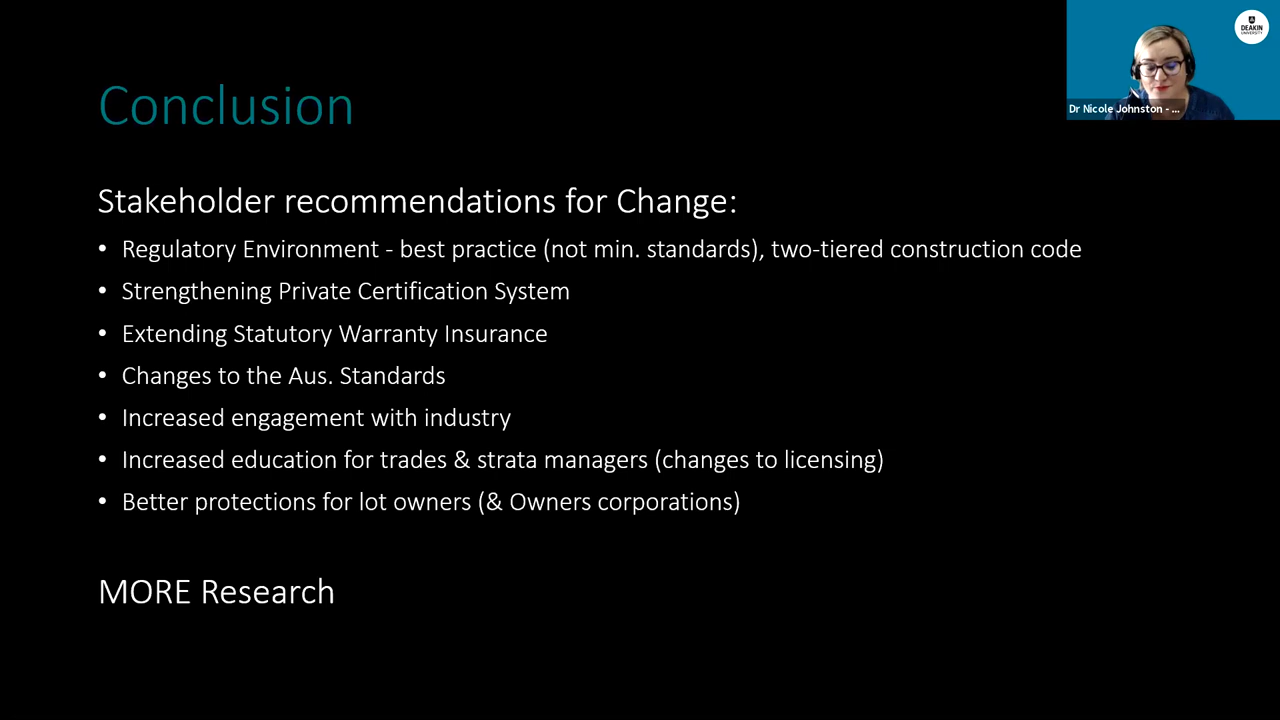 DEAKIN
UNIVERSITY
Dr Nicole Johnston - ...
Conclusion
Stakeholder recommendations for Change:
• Regulatory Environment - best practice (not min. standards), two-tiered construction code
• Strengthening Private Certification System
• Extending Statutory Warranty Insurance
• Changes to the Aus. Standards
• Increased engagement with industry
• Increased education for trades & strata managers (changes to licensing)
• Better protections for lot owners (& Owners corporations)
MORE Research